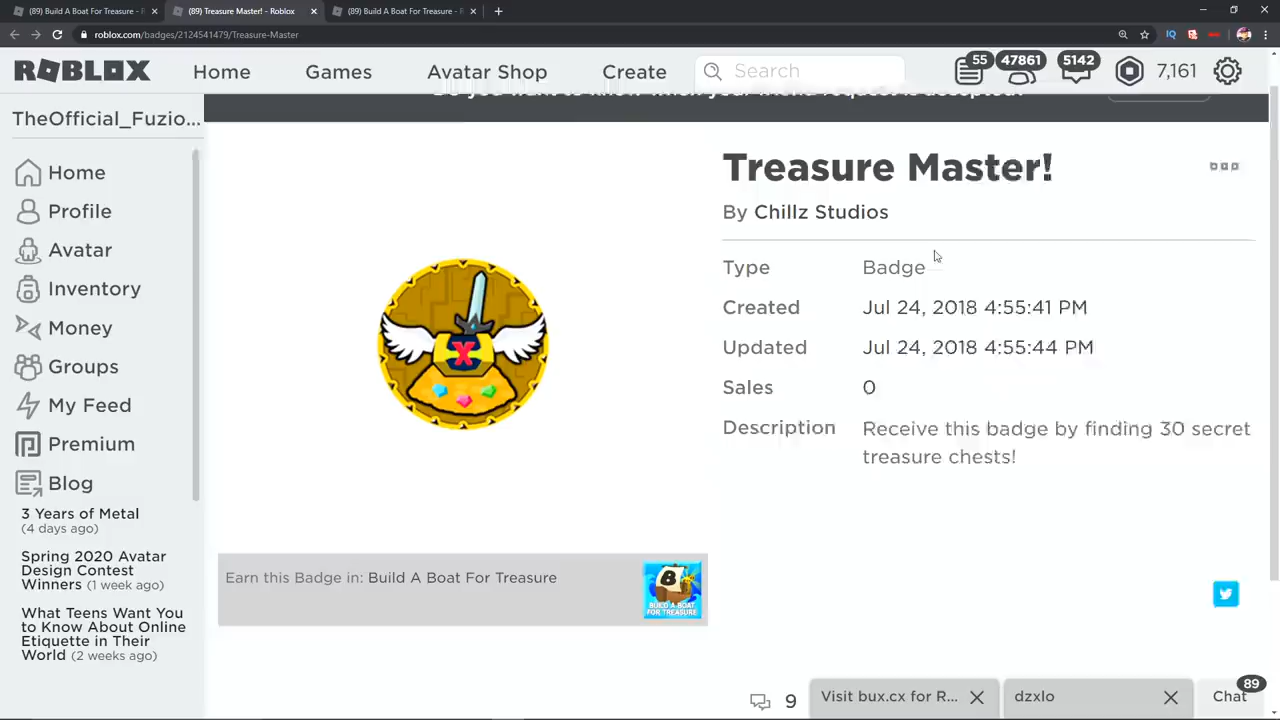 (89) Build A Boat For Treasure - R
(89) Treasure Master! - Roblox
(89) Build A Boat For Treasure - R
roblox.com/badges/2124541479/Treasure-Master
ROBLOX
Home
Games
Avatar Shop
Create
Search
55
47861
5142
7,161
TheOfficial_Fuzio...
Home
Profile
Avatar
Inventory
Money
Groups
My Feed
Premium
Blog
3 Years of Metal
(4 days ago)
Spring 2020 Avatar
Design Contest
Winners (1 week ago)
What Teens Want You
to Know About Online
Etiquette in Their
World (2 weeks ago)
Treasure Master!
By Chillz Studios
Type Badge
Created Jul 24, 2018 4:55:41 PM
Updated Jul 24, 2018 4:55:44 PM
Sales 0
Description Receive this badge by finding 30 secret
treasure chests!
X
Earn this Badge in: Build A Boat For Treasure
B
BUILD A BOAT
FOR TREASURE
9
Visit bux.cx for R...
dzxlo
Chat
89